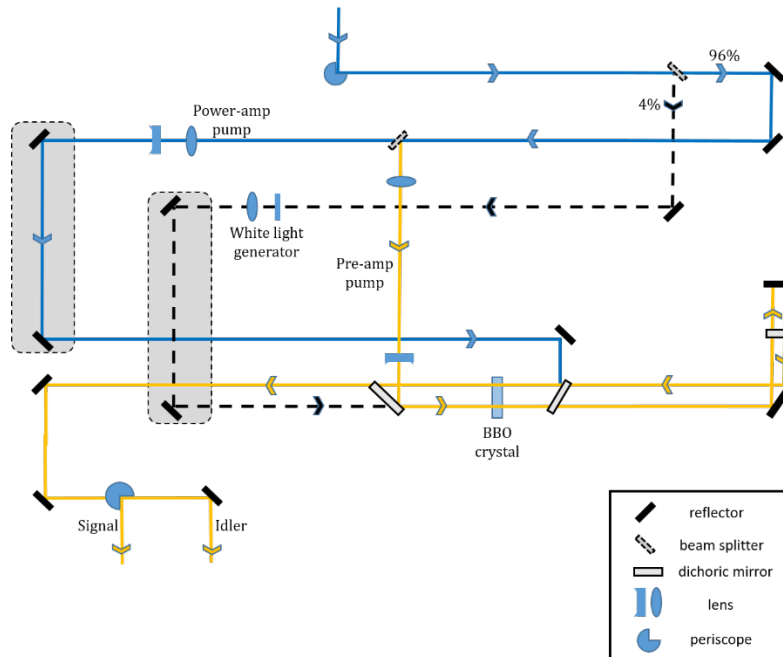 96%
4%
Power-amp
pump
White light
generator
Pre-amp
pump
BBO
crystal
Signal
Idler
reflector
beam splitter
dichoric mirror
lens
periscope